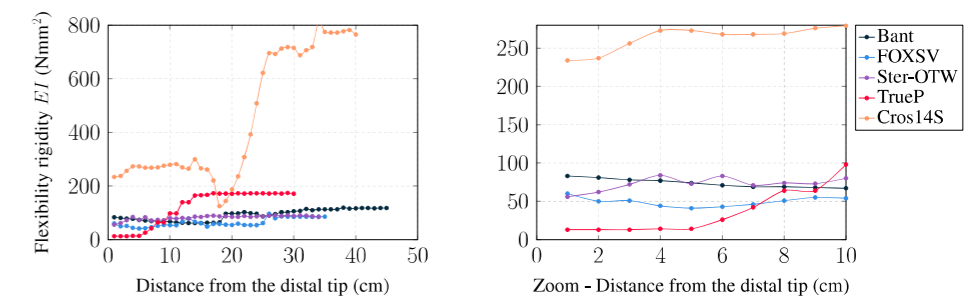 800
600
400
200
0
0
10
20
30
40
50
Flexibility rigidity EI (Nmm²)
Distance from the distal tip (cm)
250
200
150
100
50
0
0
2
4
6
8
10
Zoom - Distance from the distal tip (cm)
Bant
FOXSV
Ster-OTW
TrueP
Cros14S